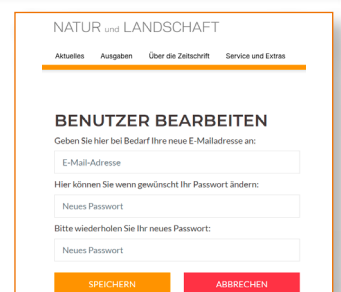 NATUR und LANDSCHAFT
Aktuelles Ausgaben Über die Zeitschrift Service und Extras
BENUTZER BEARBEITEN
Geben Sie hier bei Bedarf Ihre neue E-Mailadresse an:
E-Mail-Adresse
Hier können Sie wenn gewünscht Ihr Passwort ändern:
Neues Passwort
Bitte wiederholen Sie Ihr neues Passwort:
Neues Passwort
SPEICHERN ABBRECHEN